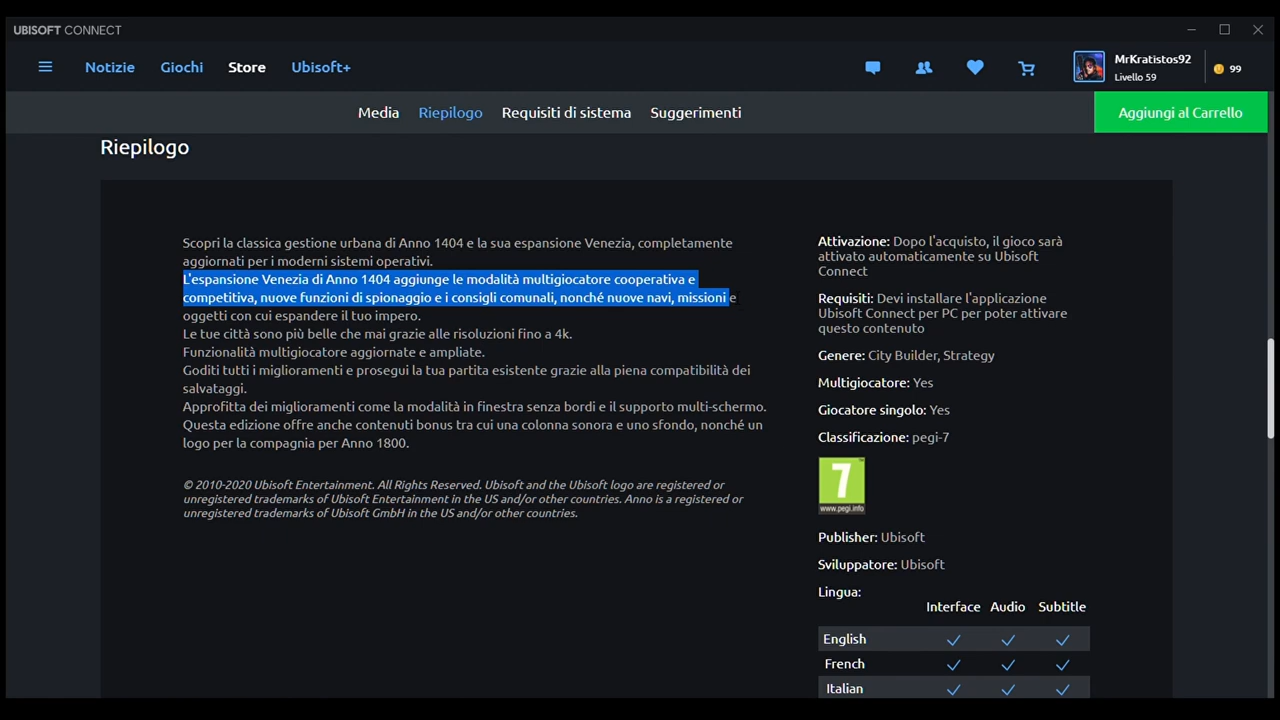 UBISOFT CONNECT
Notizie Giochi Store Ubisoft+
MrKratistos92
Livello 59
99
Media Riepilogo Requisiti di sistema Suggerimenti
Aggiungi al Carrello
Riepilogo
Scopri la classica gestione urbana di Anno 1404 e la sua espansione Venezia, completamente
aggiornati per i moderni sistemi operativi.
L'espansione Venezia di Anno 1404 aggiunge le modalità multigiocatore cooperativa e
competitiva, nuove funzioni di spionaggio e i consigli comunali, nonché nuove navi, missioni e
oggetti con cui espandere il tuo impero.
Le tue città sono più belle che mai grazie alle risoluzioni fino a 4k.
Funzionalità multigiocatore aggiornate e ampliate.
Goditi tutti i miglioramenti e prosegui la tua partita esistente grazie alla piena compatibilità dei
salvataggi.
Approfitta dei miglioramenti come la modalità in finestra senza bordi e il supporto multi-schermo.
Questa edizione offre anche contenuti bonus tra cui una colonna sonora e uno sfondo, nonché un
logo per la compagnia per Anno 1800.
© 2010-2020 Ubisoft Entertainment. All Rights Reserved. Ubisoft and the Ubisoft logo are registered or
unregistered trademarks of Ubisoft Entertainment in the US and/or other countries. Anno is a registered or
unregistered trademarks of Ubisoft GmbH in the US and/or other countries.
Attivazione: Dopo l'acquisto, il gioco sarà
attivato automaticamente su Ubisoft
Connect
Requisiti: Devi installare l'applicazione
Ubisoft Connect per PC per poter attivare
questo contenuto
Genere: City Builder, Strategy
Multigiocatore: Yes
Giocatore singolo: Yes
Classificazione: pegi-7
7
www.pegi.info
Publisher: Ubisoft
Sviluppatore: Ubisoft
Lingua:
Interface Audio Subtitle
English
French
Italian